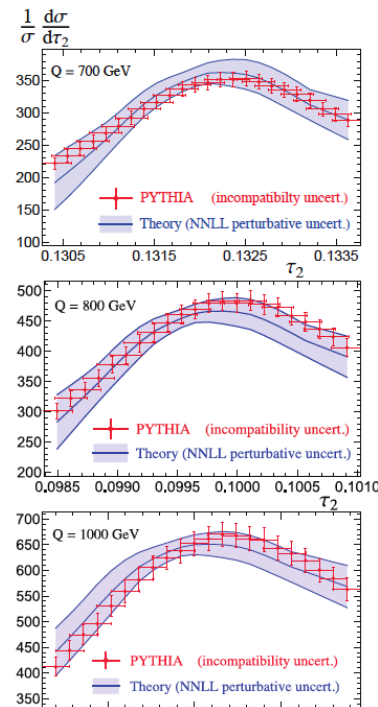 1/σ dσ/dτ₂
Q = 700 GeV
350
300
250
200
150
100
PYTHIA (incompatibilty uncert.)
Theory (NNLL perturbative uncert.)
0.1305 0.1315 0.1325 0.1335
τ₂
500
Q = 800 GeV
450
400
350
300
250
200
PYTHIA (incompatibility uncert.)
Theory (NNLL perturbative uncert.)
0.0985 0.0990 0.0995 0.1000 0.1005 0.1010
τ₂
700
Q = 1000 GeV
650
600
550
500
450
400
350
PYTHIA (incompatibility uncert.)
Theory (NNLL perturbative uncert.)